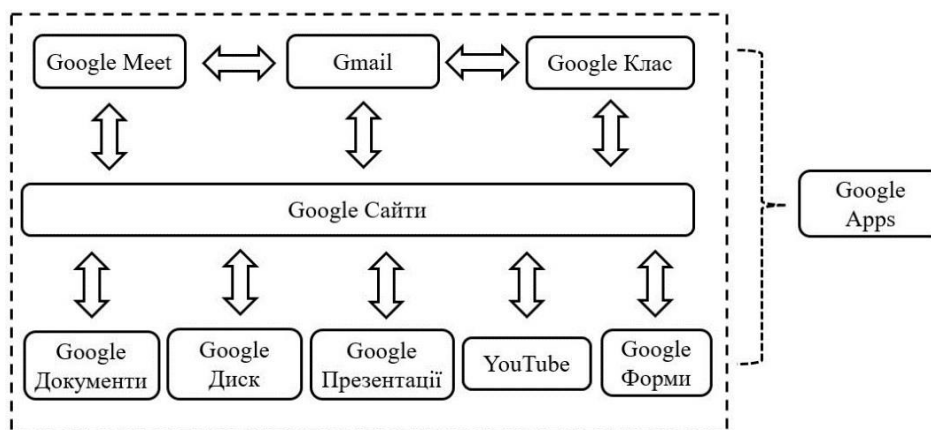 Google Meet
Gmail
Google Клас
Google Сайти
Google
Apps
Google
Документи
Google
Диск
Google
Презентації
YouTube
Google
Форми